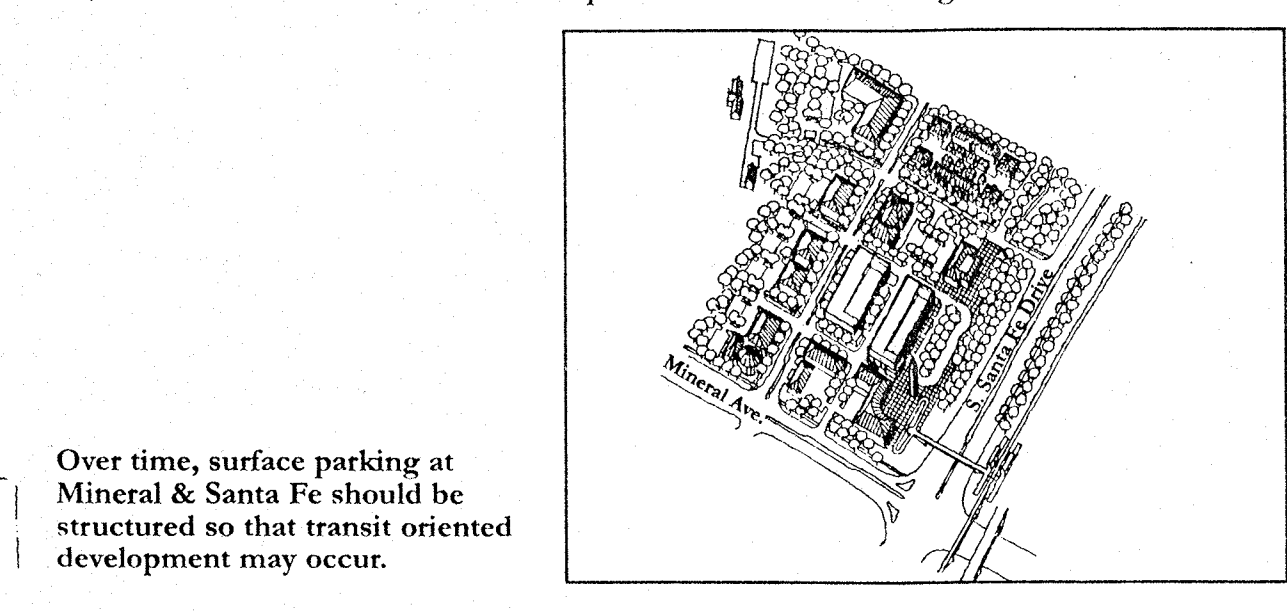 Mineral Ave.
S. Santa Fe Drive
Over time, surface parking at
Mineral & Santa Fe should be
structured so that transit oriented
development may occur.